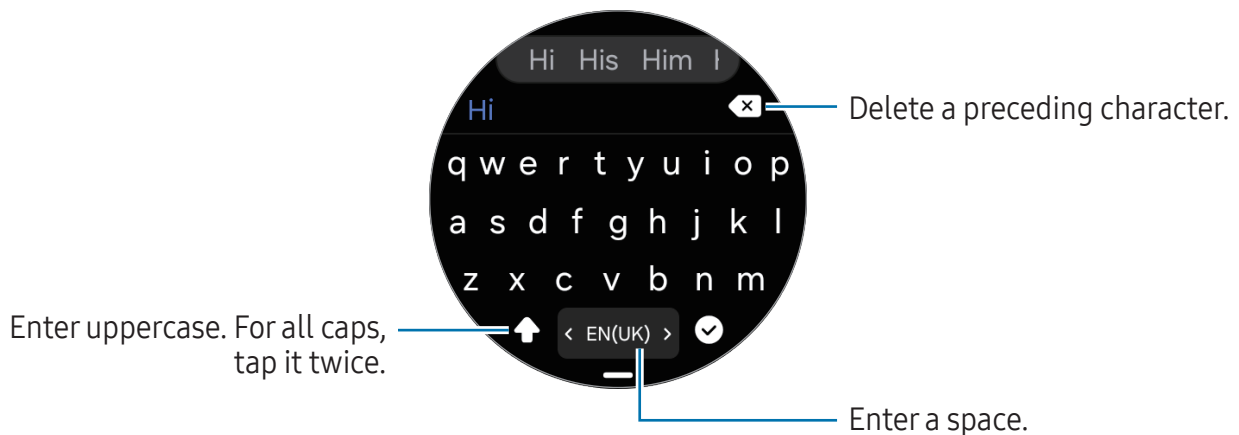 Hi His Him
Hi
Delete a preceding character.
q w e r t y u i o p
a s d f g h j k l
z x c v b n m
Enter uppercase. For all caps,
tap it twice.
< EN(UK) >
Enter a space.